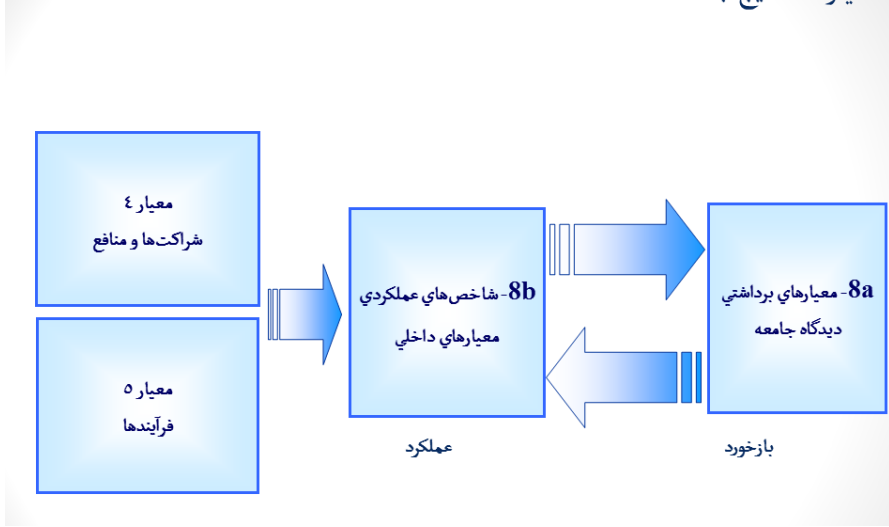 معيار ٤
شراکت‌ها و منافع
معيار ٥
فرآيندها
8b- شاخص‌هاي عملکردي
معيارهاي داخلي
عملکرد
8a- معيارهاي برداشتي
ديدگاه جامعه
بازخورد